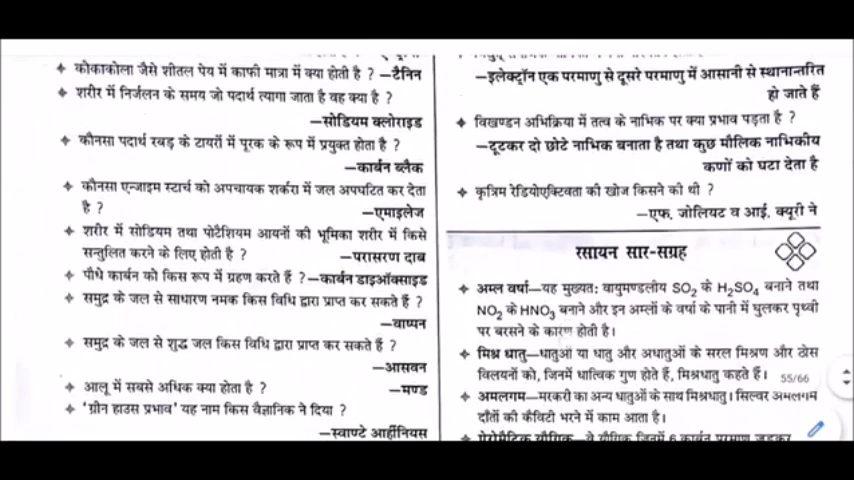 ✦ कोकाकोला जैसे शीतल पेय में काफी मात्रा में क्या होती है ? —टैनिन
✦ शरीर में निर्जलन के समय जो पदार्थ त्यागा जाता है वह क्या है ?
—सोडियम क्लोराइड
✦ कौनसा पदार्थ रबड़ के टायरों में पूरक के रूप में प्रयुक्त होता है ?
—कार्बन ब्लैक
✦ कौनसा एन्जाइम स्टार्च को अपचायक शर्करा में जल अपघटित कर देता
है ?
—एमाइलेज
✦ शरीर में सोडियम तथा पोटैशियम आयनों की भूमिका शरीर में किसे
सन्तुलित करने के लिए होती है ? —परासरण दाब
✦ पौधे कार्बन को किस रूप में ग्रहण करते हैं ? —कार्बन डाइऑक्साइड
✦ समुद्र के जल से साधारण नमक किस विधि द्वारा प्राप्त कर सकते हैं ?
—वाष्पन
✦ समुद्र के जल से शुद्ध जल किस विधि द्वारा प्राप्त कर सकते हैं ?
—आसवन
✦ आलू में सबसे अधिक क्या होता है ? —मण्ड
✦ ‘ग्रीन हाउस प्रभाव’ यह नाम किस वैज्ञानिक ने दिया ?
—स्वाण्टे आर्हीनियस
—इलेक्ट्रॉन एक परमाणु से दूसरे परमाणु में आसानी से स्थानान्तरित
हो जाते हैं
✦ विखण्डन अभिक्रिया में तत्व के नाभिक पर क्या प्रभाव पड़ता है ?
—टूटकर दो छोटे नाभिक बनाता है तथा कुछ मौलिक नाभिकीय
कणों को घटा देता है
✦ कृत्रिम रेडियोएक्टिवता की खोज किसने की थी ?
—एफ. जोलियट व आई. क्यूरी ने
रसायन सार-संग्रह
✦ अम्ल वर्षा—यह मुख्यत: वायुमण्डलीय SO₂ के H₂SO₄ बनाने तथा
NO₂ के HNO₃ बनाने और इन अम्लों के वर्षा के पानी में घुलकर पृथ्वी
पर बरसने के कारण होती है।
✦ मिश्र धातु—धातुओं या धातु और अधातुओं के सरल मिश्रण और ठोस
विलयनों को, जिनमें धात्विक गुण होते हैं, मिश्रधातु कहते हैं।
55/66
✦ अमलगम—मरकरी का अन्य धातुओं के साथ मिश्रधातु। सिल्वर अमलगम
दाँतों की कैविटी भरने में काम आता है।
✦ ऐरोमैटिक यौगिक—वे यौगिक जिनमें 6 कार्बन परमाणु जुड़कर